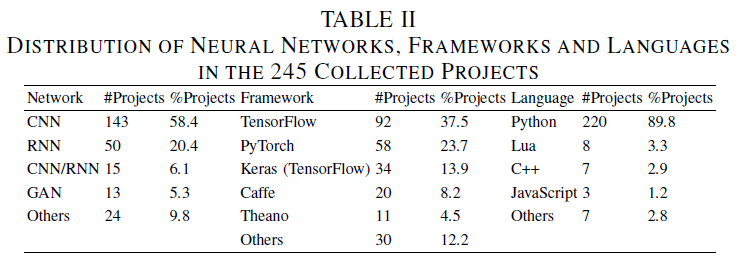 TABLE II
DISTRIBUTION OF NEURAL NETWORKS, FRAMEWORKS AND LANGUAGES
IN THE 245 COLLECTED PROJECTS
Network #Projects %Projects Framework #Projects %Projects Language #Projects %Projects
CNN 143 58.4 TensorFlow 92 37.5 Python 220 89.8
RNN 50 20.4 PyTorch 58 23.7 Lua 8 3.3
CNN/RNN 15 6.1 Keras (TensorFlow) 34 13.9 C++ 7 2.9
GAN 13 5.3 Caffe 20 8.2 JavaScript 3 1.2
Others 24 9.8 Theano 11 4.5 Others 7 2.8
Others 30 12.2